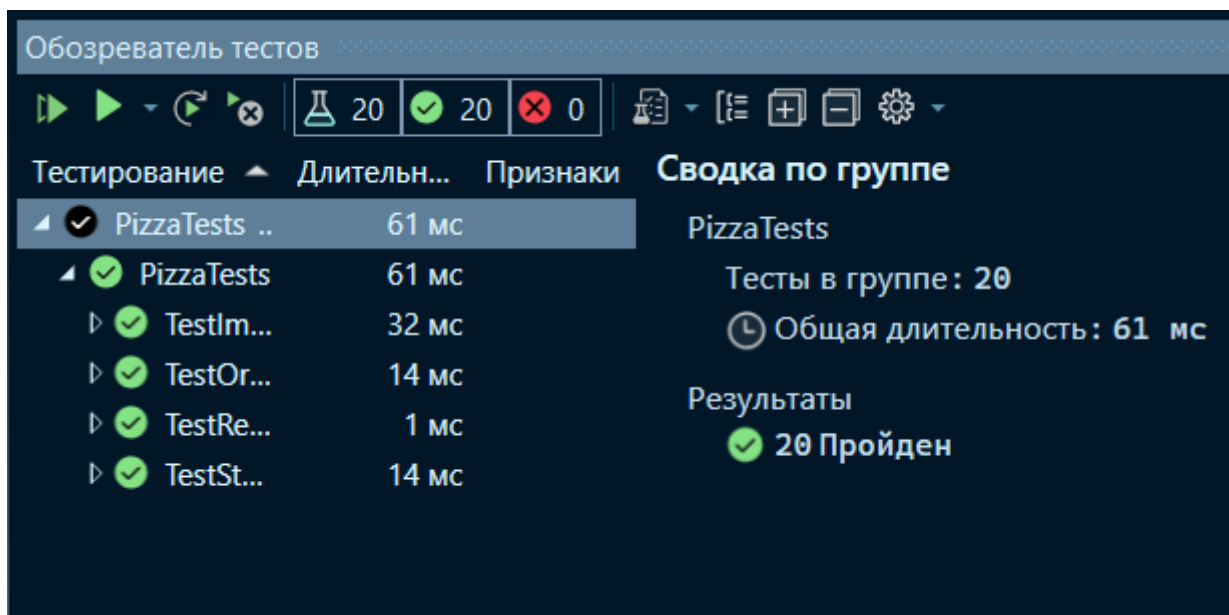 Обозреватель тестов
20 20 0
Тестирование Длительн... Признаки
PizzaTests .. 61 мс
PizzaTests 61 мс
TestIm... 32 мс
TestOr... 14 мс
TestRe... 1 мс
TestSt... 14 мс
Сводка по группе
PizzaTests
Тесты в группе: 20
Общая длительность: 61 мс
Результаты
20 Пройден